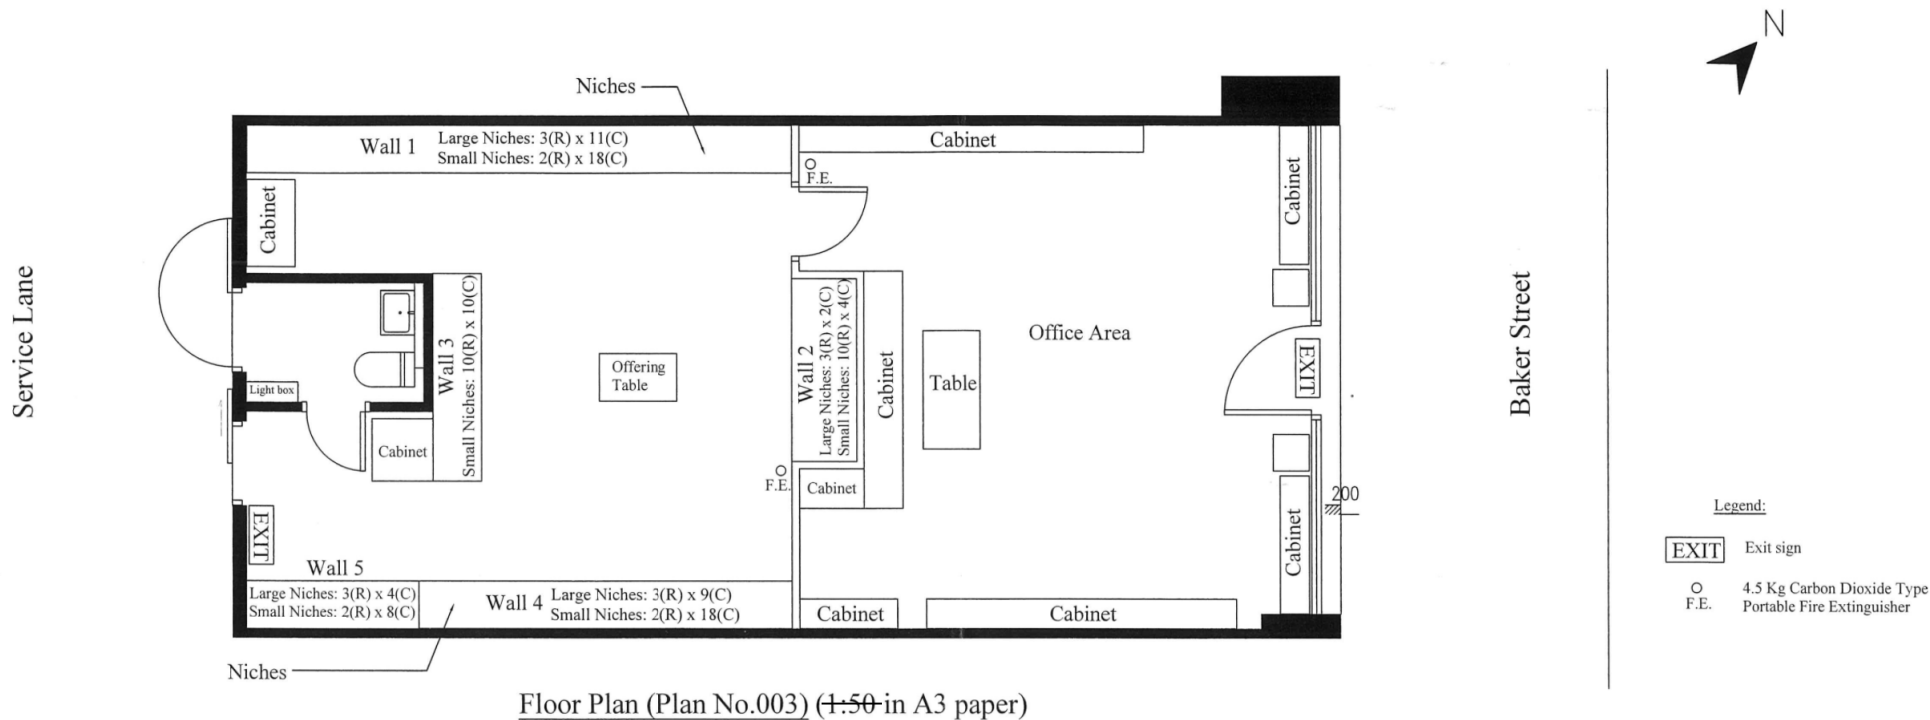 N
Niches
Wall 1
Large Niches: 3(R) x 11(C)
Small Niches: 2(R) x 18(C)
Cabinet
F.E.
Cabinet
Cabinet
Service Lane
Light box
Wall 3
Small Niches: 10(R) x 10(C)
Cabinet
Offering
Table
Wall 2
Large Niches: 3(R) x 2(C)
Small Niches: 10(R) x 4(C)
Cabinet
Cabinet
F.E.
Table
Office Area
EXIT
Baker Street
200
Cabinet
EXIT
Wall 5
Large Niches: 3(R) x 4(C)
Small Niches: 2(R) x 8(C)
Wall 4
Large Niches: 3(R) x 9(C)
Small Niches: 2(R) x 18(C)
Cabinet
Cabinet
Niches
Legend:
EXIT Exit sign
F.E.
4.5 Kg Carbon Dioxide Type
Portable Fire Extinguisher
Floor Plan (Plan No.003) (1:50 in A3 paper)